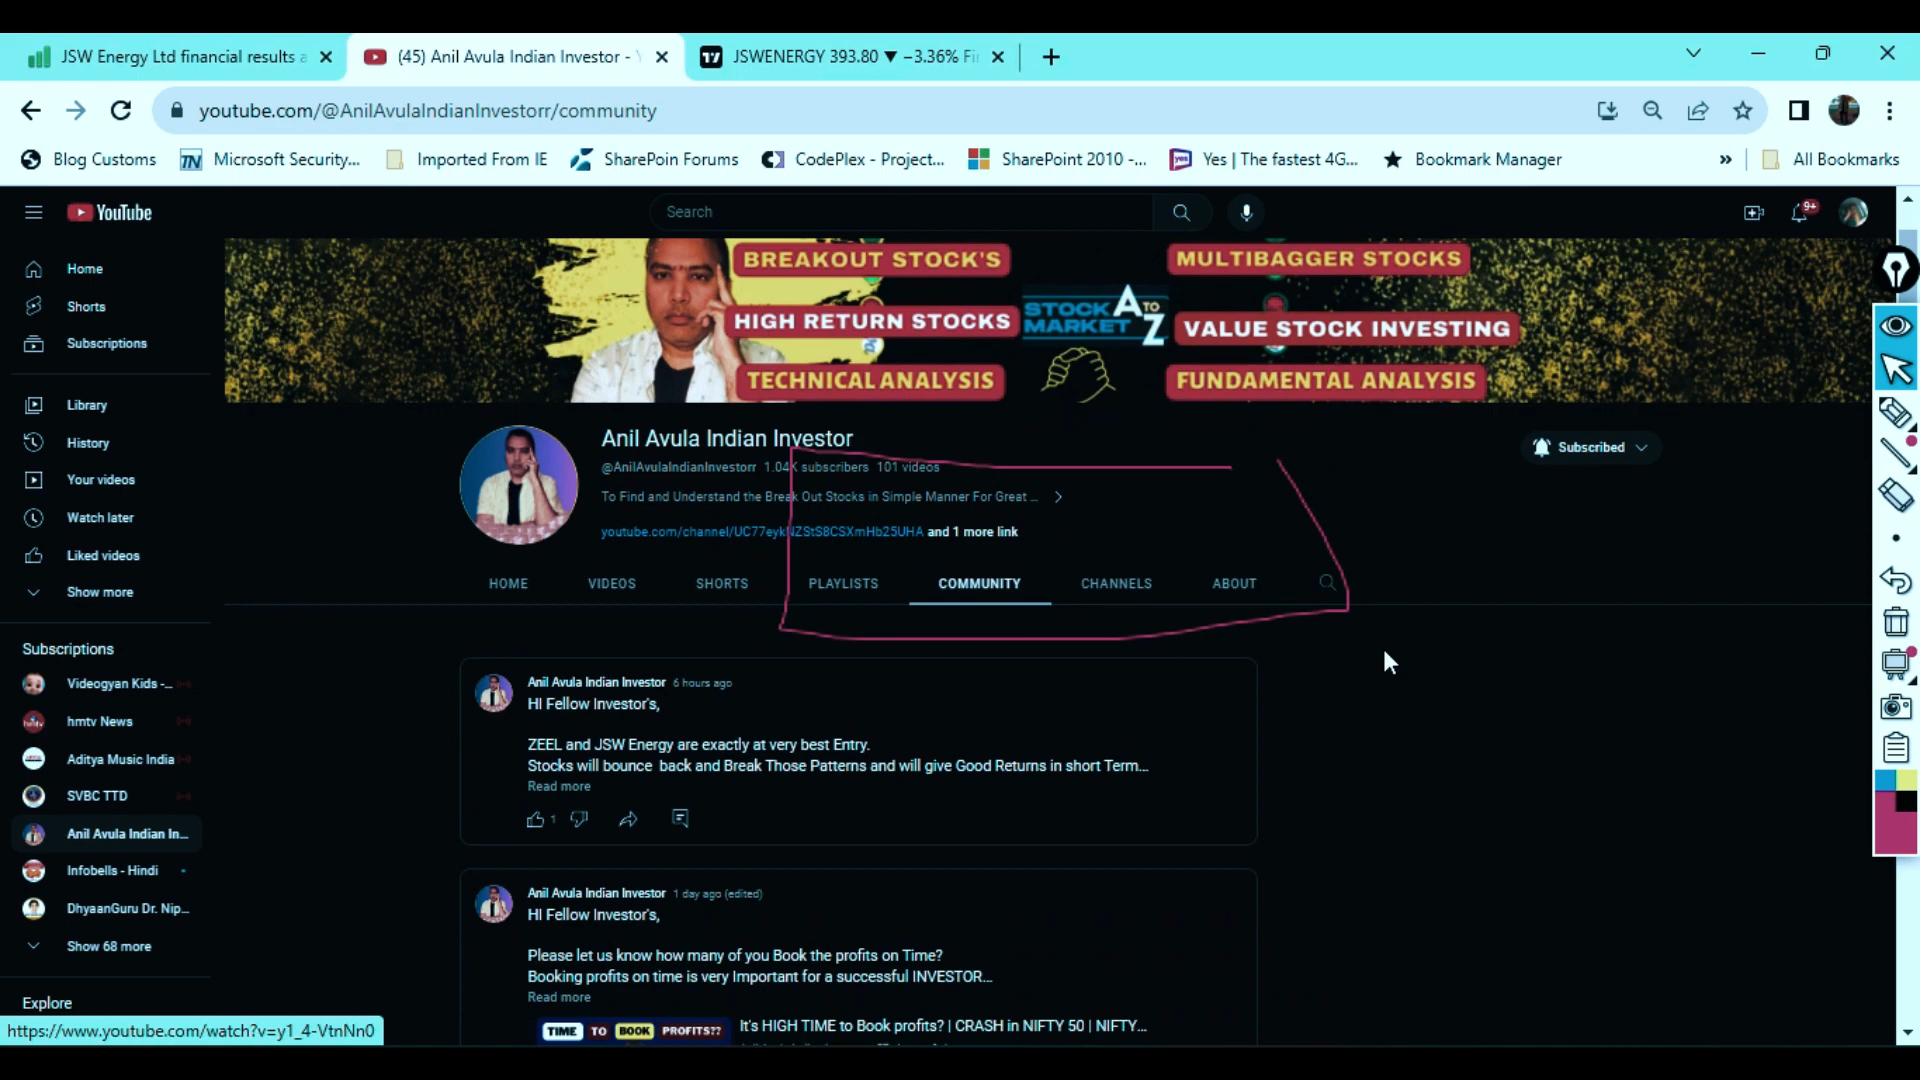 JSW Energy Ltd financial results a
(45) Anil Avula Indian Investor - Y
JSWENERGY 393.80 ▼ −3.36% Fi
youtube.com/@AnilAvulaIndianInvestorr/community
Blog Customs
Microsoft Security...
Imported From IE
SharePoin Forums
CodePlex - Project...
SharePoint 2010 -...
Yes | The fastest 4G...
Bookmark Manager
»
All Bookmarks
YouTube
Search
9+
Home
Shorts
Subscriptions
Library
History
Your videos
Watch later
Liked videos
Show more
Subscriptions
Videogyan Kids -...
hmtv News
Aditya Music India
SVBC TTD
Anil Avula Indian In...
Infobells - Hindi
DhyaanGuru Dr. Nip...
Show 68 more
Explore
https://www.youtube.com/watch?v=y1_4-VtnNn0
BREAKOUT STOCK'S
HIGH RETURN STOCKS
TECHNICAL ANALYSIS
STOCK MARKET A TO Z
MULTIBAGGER STOCKS
VALUE STOCK INVESTING
FUNDAMENTAL ANALYSIS
Anil Avula Indian Investor
@AnilAvulaIndianInvestorr 1.04K subscribers 101 videos
To Find and Understand the Break Out Stocks in Simple Manner For Great ...
youtube.com/channel/UC77eykNZStS8CSXmHb25UHA and 1 more link
Subscribed
HOME VIDEOS SHORTS PLAYLISTS COMMUNITY CHANNELS ABOUT
Anil Avula Indian Investor 6 hours ago
HI Fellow Investor's,
ZEEL and JSW Energy are exactly at very best Entry.
Stocks will bounce back and Break Those Patterns and will give Good Returns in short Term...
Read more
1
Anil Avula Indian Investor 1 day ago (edited)
HI Fellow Investor's,
Please let us know how many of you Book the profits on Time?
Booking profits on time is very Important for a successful INVESTOR...
Read more
TIME TO BOOK PROFITS??
It's HIGH TIME to Book profits? | CRASH in NIFTY 50 | NIFTY...